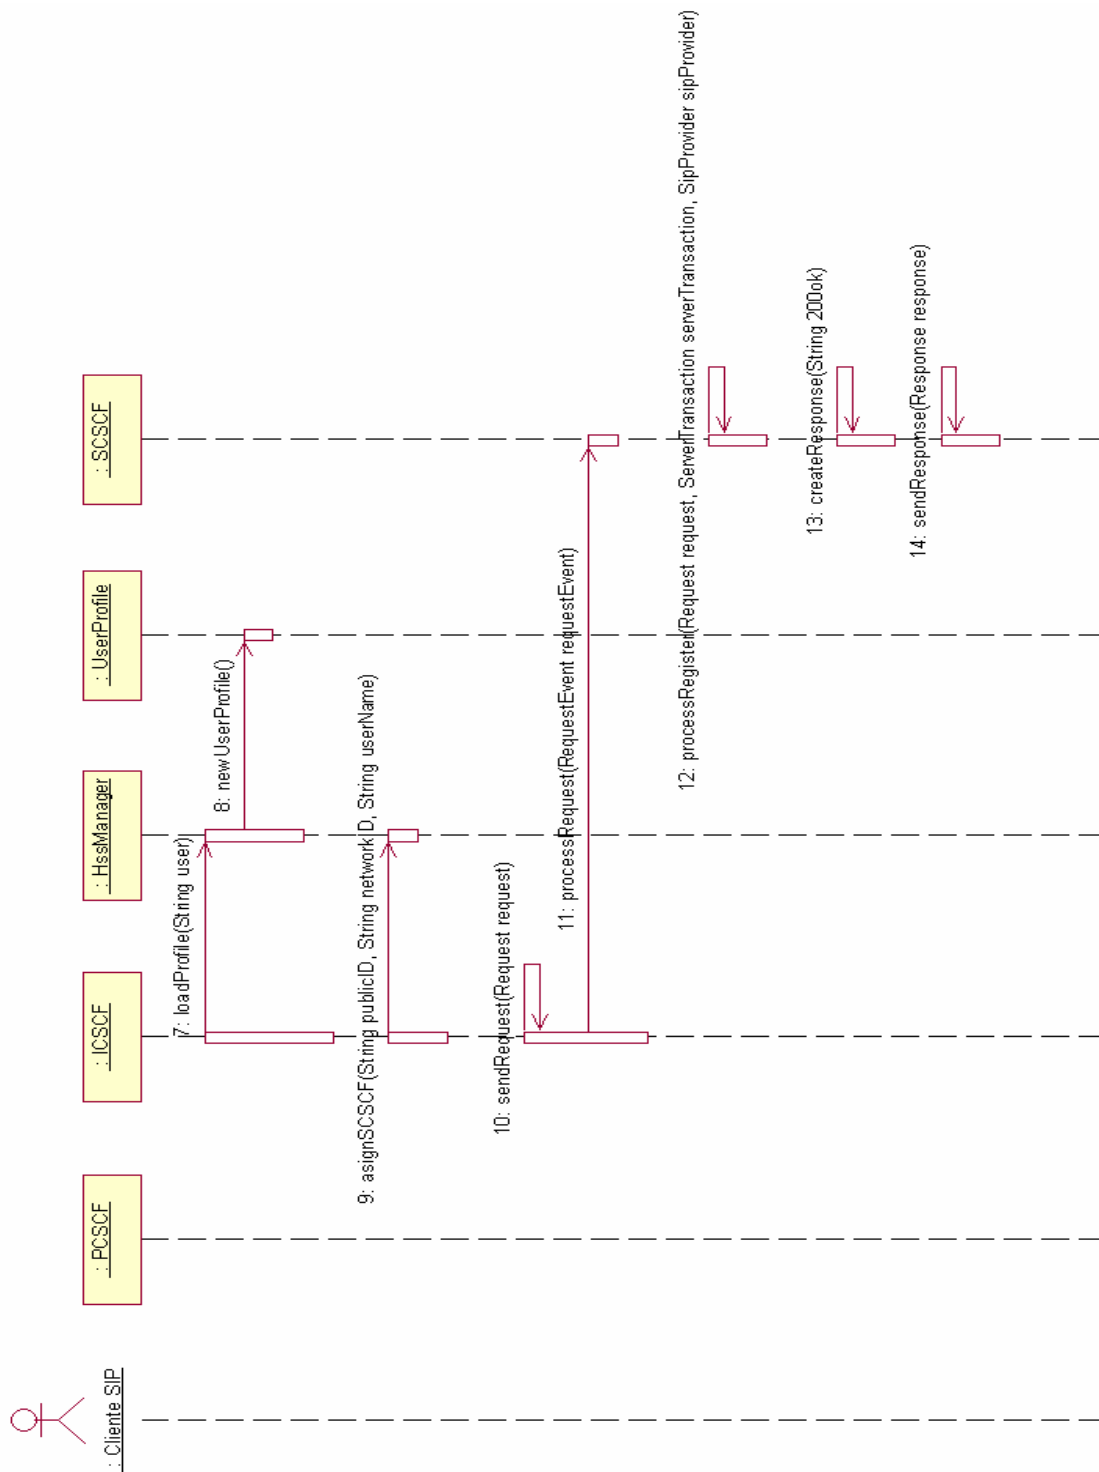 : Cliente SIP
: PCSCF
: ICSCF
: HssManager
: UserProfile
: SCSCF
7: loadProfile(String user)
8: newUserProfile()
9: asignSCSCF(String publicID, String networkID, String userName)
10: sendRequest(Request request)
11: processRequest(RequestEvent requestEvent)
12: processRegister(Request request, ServerTransaction serverTransaction, SipProvider sipProvider)
13: createResponse(String 200ok)
14: sendResponse(Response response)